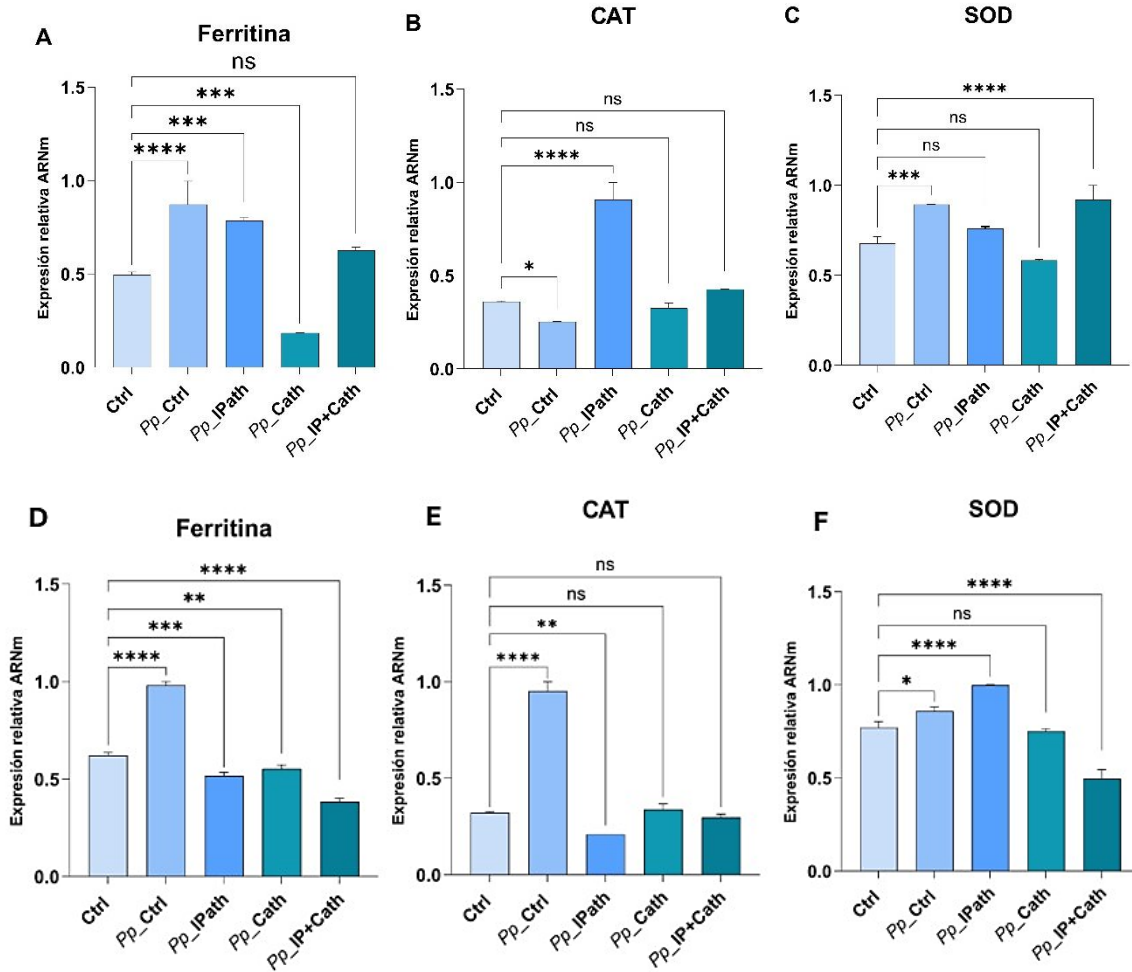 A
Ferritina
ns
***
***
****
1.5
1.0
0.5
0.0
Expresión relativa ARNm
Ctrl
Pp_Ctrl
Pp_IPath
Pp_Cath
Pp_IP+Cath
B
CAT
ns
ns
****
*
1.5
1.0
0.5
0.0
Expresión relativa ARNm
Ctrl
Pp_Ctrl
Pp_IPath
Pp_Cath
Pp_IP+Cath
C
SOD
****
ns
ns
***
1.5
1.0
0.5
0.0
Expresión relativa ARNm
Ctrl
Pp_Ctrl
Pp_IPath
Pp_Cath
Pp_IP+Cath
D
Ferritina
****
**
***
****
1.5
1.0
0.5
0.0
Expresión relativa ARNm
Ctrl
Pp_Ctrl
Pp_IPath
Pp_Cath
Pp_IP+Cath
E
CAT
ns
ns
**
****
1.5
1.0
0.5
0.0
Expresión relativa ARNm
Ctrl
Pp_Ctrl
Pp_IPath
Pp_Cath
Pp_IP+Cath
F
SOD
****
ns
****
*
1.5
1.0
0.5
0.0
Expresión relativa ARNm
Ctrl
Pp_Ctrl
Pp_IPath
Pp_Cath
Pp_IP+Cath